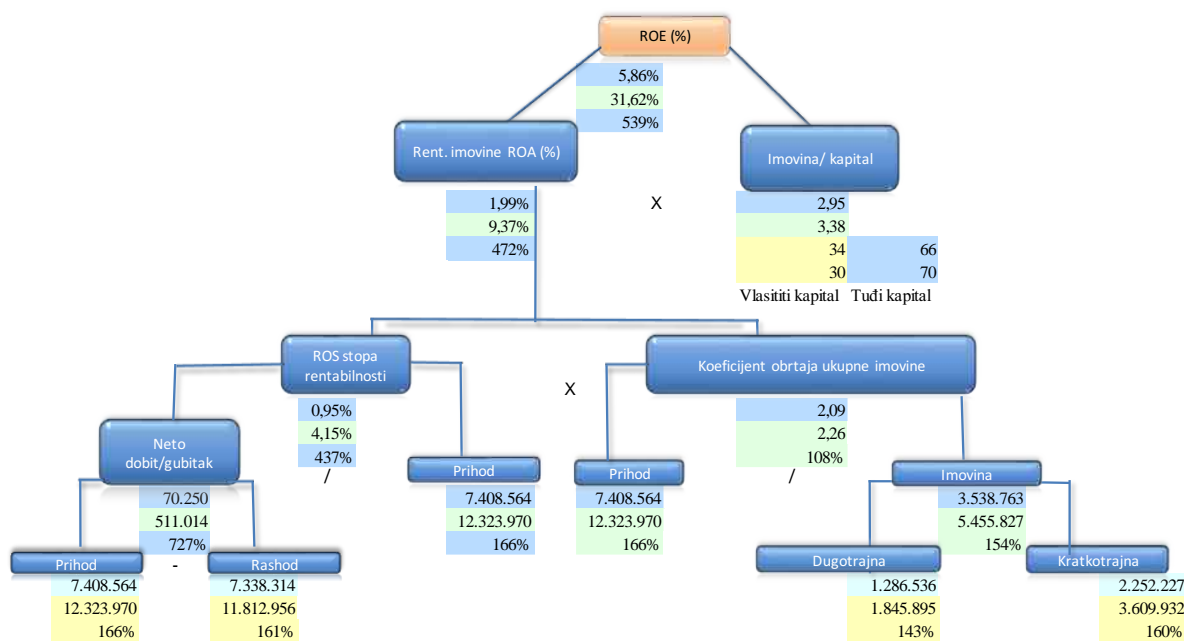 ROE (%)
5,86%
31,62%
539%
Rent. imovine ROA (%)
Imovina/ kapital
1,99%
9,37%
472%
X
2,95
3,38
34 66
30 70
Vlasititi kapital Tuđi kapital
ROS stopa
rentabilnosti
Koeficijent obrtaja ukupne imovine
0,95%
4,15%
437%
/
X
2,09
2,26
108%
/
Neto
dobit/gubitak
Prihod
Prihod
Imovina
70.250
511.014
727%
-
7.408.564
12.323.970
166%
7.408.564
12.323.970
166%
3.538.763
5.455.827
154%
Prihod
Rashod
Dugotrajna
Kratkotrajna
7.408.564
12.323.970
166%
7.338.314
11.812.956
161%
1.286.536
1.845.895
143%
2.252.227
3.609.932
160%